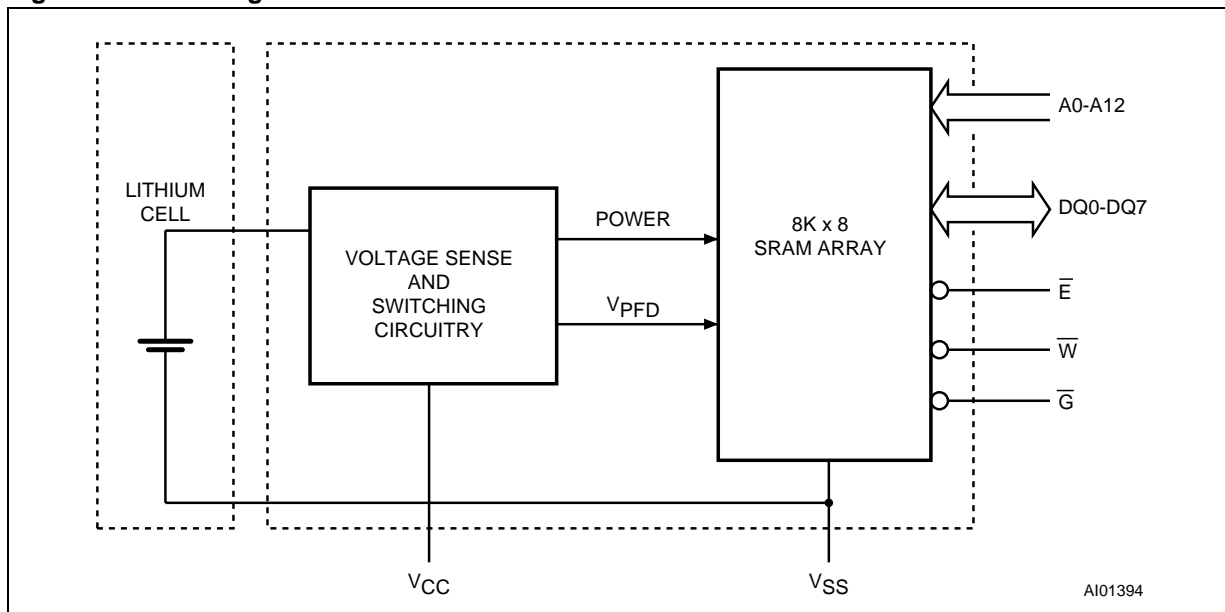 A0-A12
LITHIUM
CELL
DQ0-DQ7
POWER
8K x 8
SRAM ARRAY
VOLTAGE SENSE
AND
SWITCHING
CIRCUITRY
VPFD
E̅
W̅
G̅
VCC
VSS
AI01394